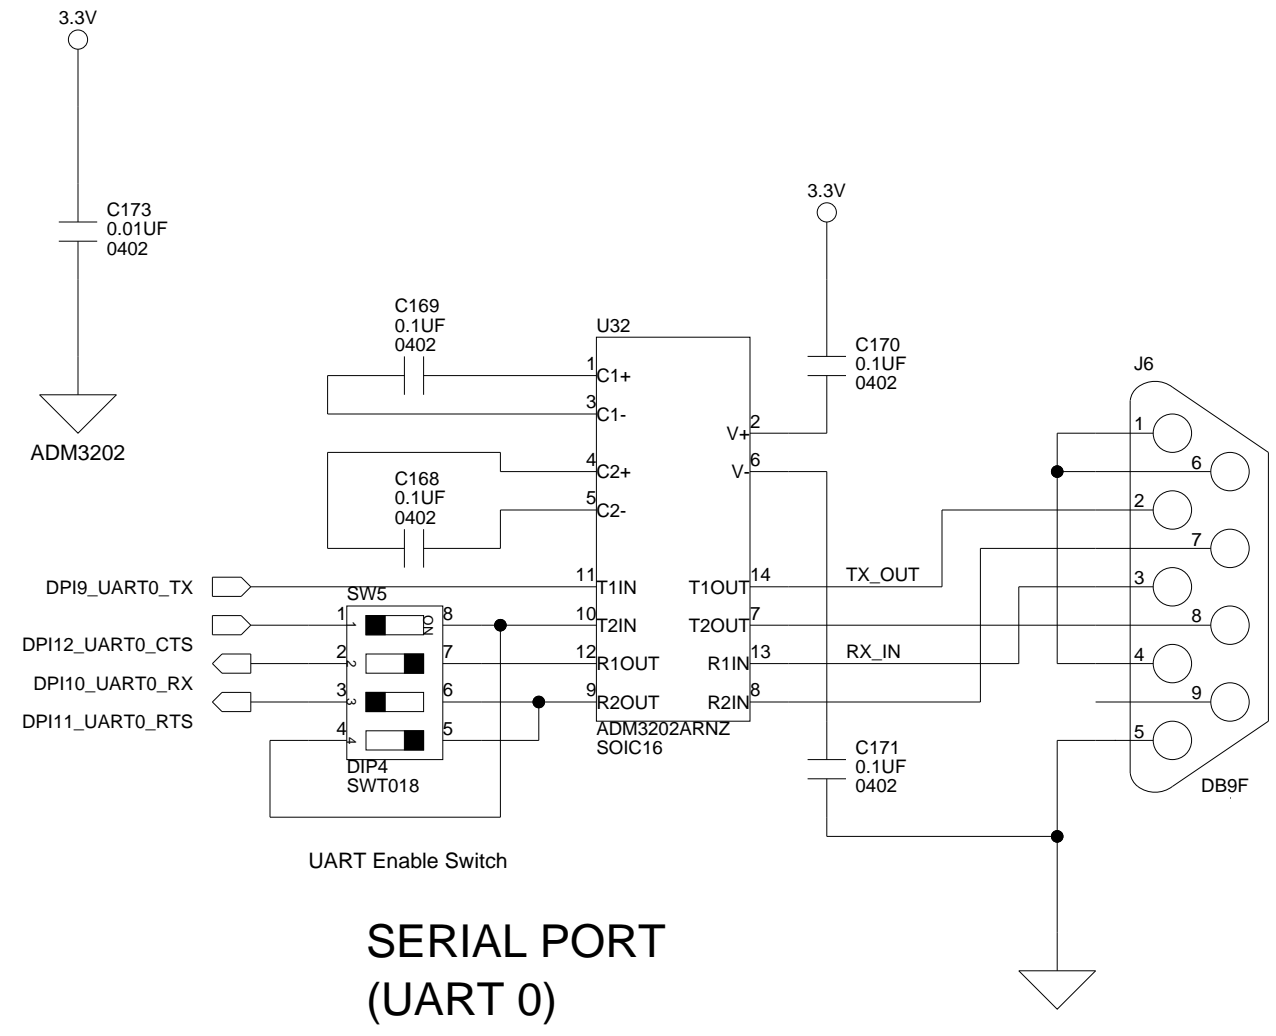 3.3V
C173
0.01UF
0402
ADM3202
3.3V
C169
0.1UF
0402
C168
0.1UF
0402
U32
1
C1+
3
C1-
4
C2+
5
C2-
11
T1IN
10
T2IN
12
R1OUT
9
R2OUT
V+
2
V-
6
T1OUT
14
T2OUT
7
R1IN
13
R2IN
8
ADM3202ARNZ
SOIC16
C170
0.1UF
0402
C171
0.1UF
0402
TX_OUT
RX_IN
J6
1
6
2
7
3
8
4
9
5
DB9F
DPI9_UART0_TX
DPI12_UART0_CTS
DPI10_UART0_RX
DPI11_UART0_RTS
SW5
1
1
ON
8
2
2
7
3
3
6
4
4
5
DIP4
SWT018
UART Enable Switch
SERIAL PORT
(UART 0)